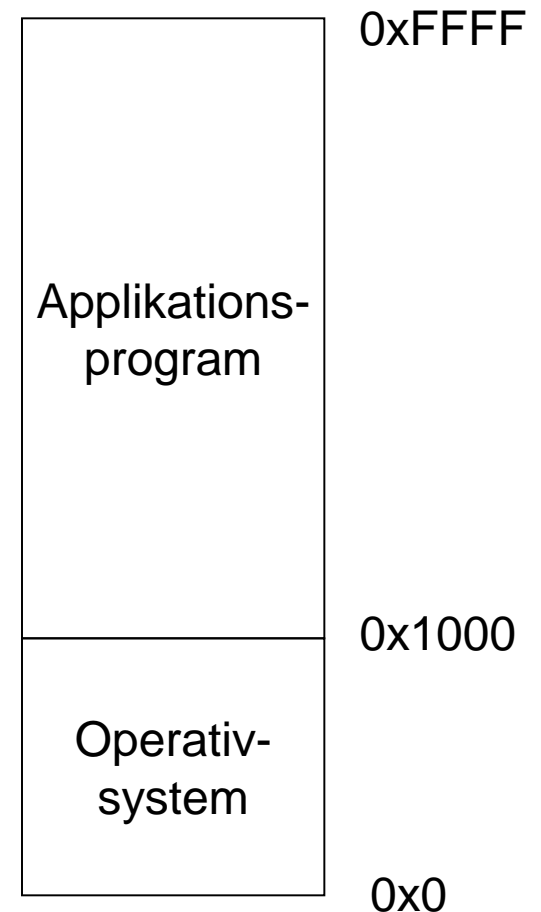 0xFFFF
Applikations-
program
0x1000
Operativ-
system
0x0